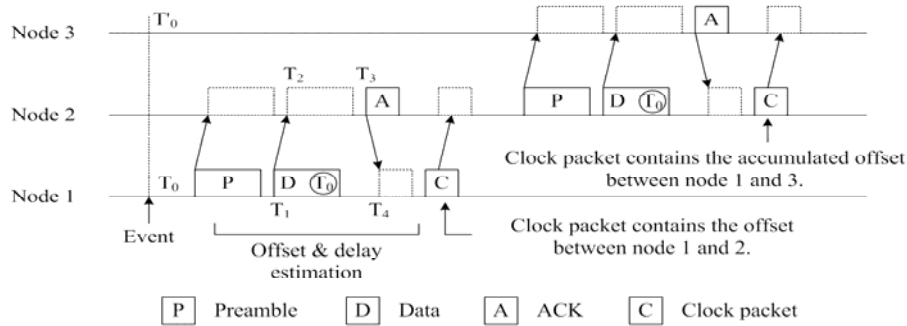 Node 3
T'0
A
T2
T3
A
P
D T0
C
Node 2
Clock packet contains the accumulated offset
between node 1 and 3.
T0
P
D T0
C
Node 1
T1
T4
Clock packet contains the offset
between node 1 and 2.
Event
Offset & delay
estimation
P Preamble D Data A ACK C Clock packet